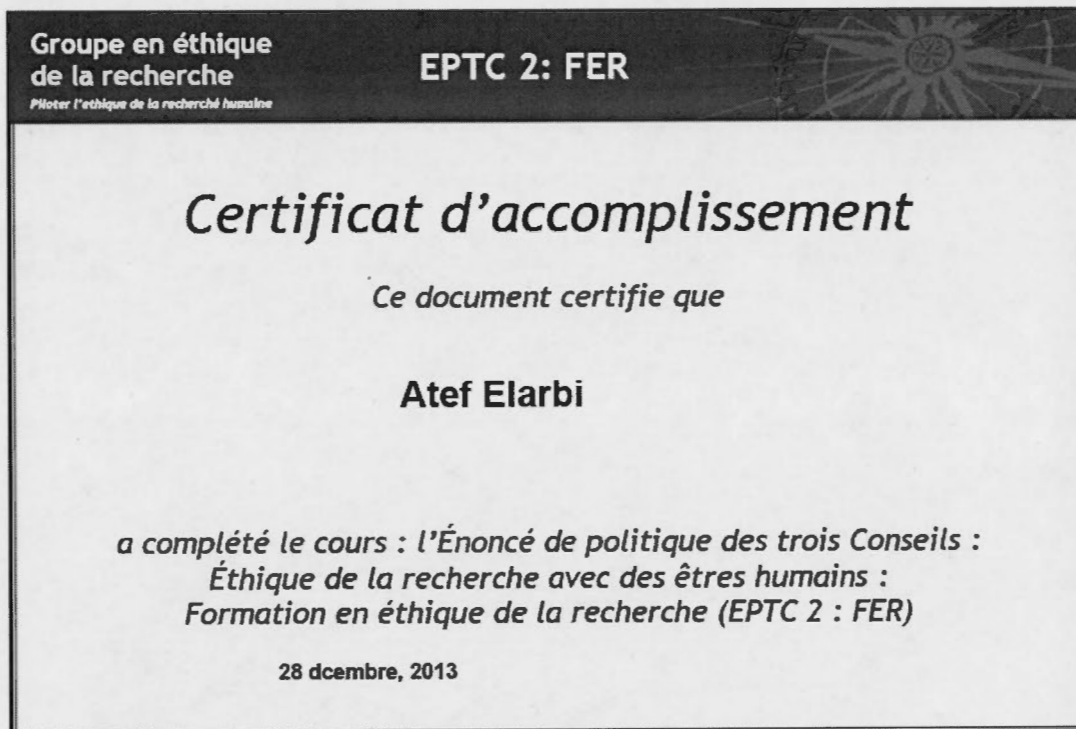 Groupe en éthique
de la recherche
Piloter l'ethique de la recherché humaine
EPTC 2: FER
Certificat d'accomplissement
Ce document certifie que
Atef Elarbi
a complété le cours : l'Énoncé de politique des trois Conseils :
Éthique de la recherche avec des êtres humains :
Formation en éthique de la recherche (EPTC 2 : FER)
28 dcembre, 2013